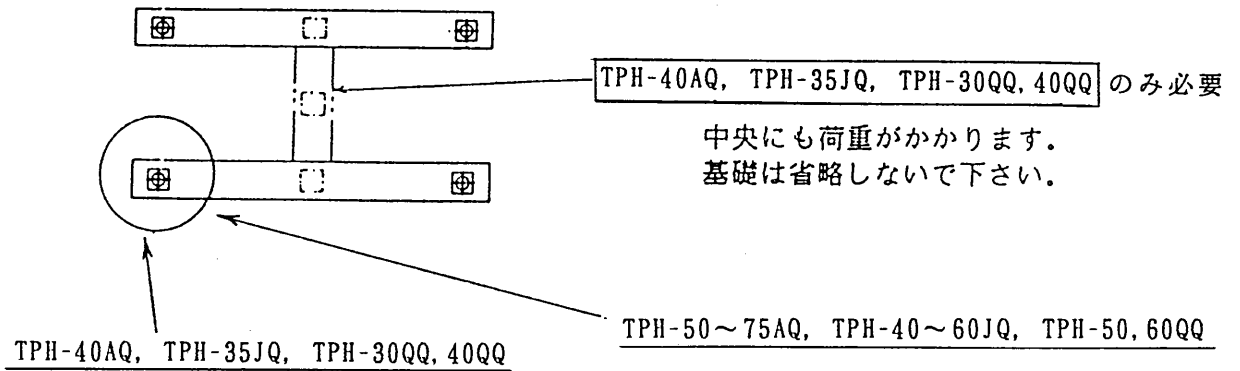 TPH-40AQ, TPH-35JQ, TPH-30QQ,40QQ のみ必要
中央にも荷重がかかります.
基礎は省略しないで下さい.
TPH-50～75AQ, TPH-40～60JQ, TPH-50,60QQ
TPH-40AQ, TPH-35JQ, TPH-30QQ,40QQ